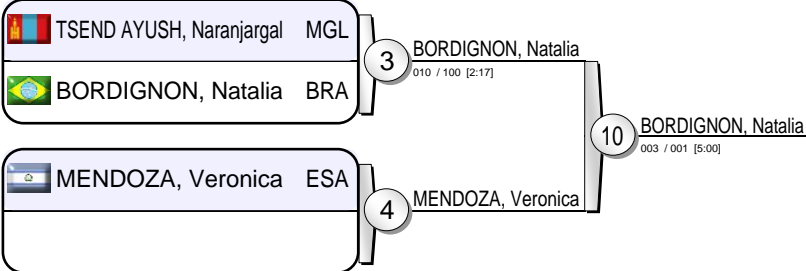 TSEND AYUSH, Naranjargal MGL
BORDIGNON, Natalia BRA
3
BORDIGNON, Natalia
010 / 100 [2:17]
MENDOZA, Veronica ESA
4
MENDOZA, Veronica
10
BORDIGNON, Natalia
003 / 001 [5:00]